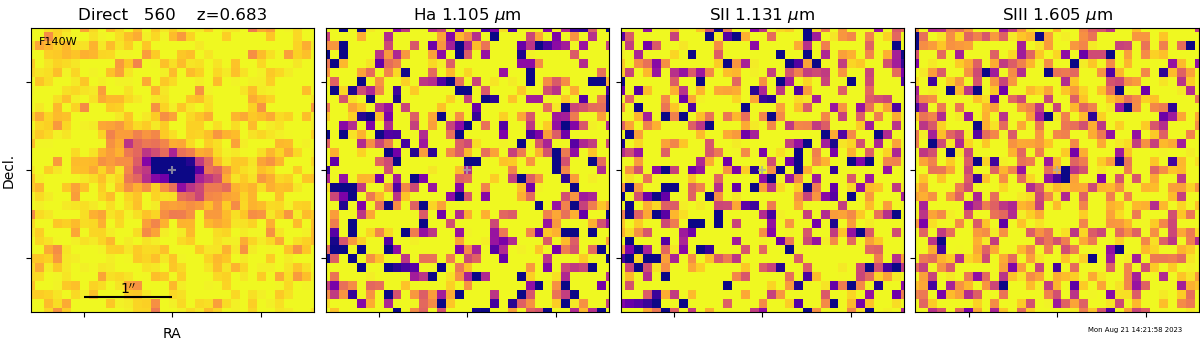 Direct 560 z=0.683
Ha 1.105 μm
SII 1.131 μm
SIII 1.605 μm
F140W
Decl.
1″
RA
Mon Aug 21 14:21:58 2023